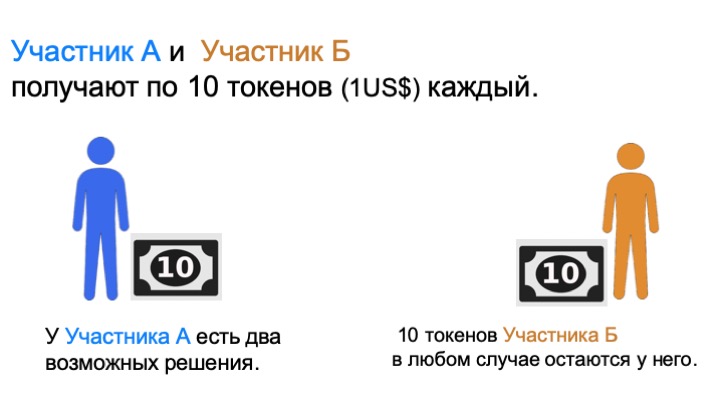 Участник А и Участник Б
получают по 10 токенов (1US$) каждый.
10
10
У Участника А есть два
возможных решения.
10 токенов Участника Б
в любом случае остаются у него.